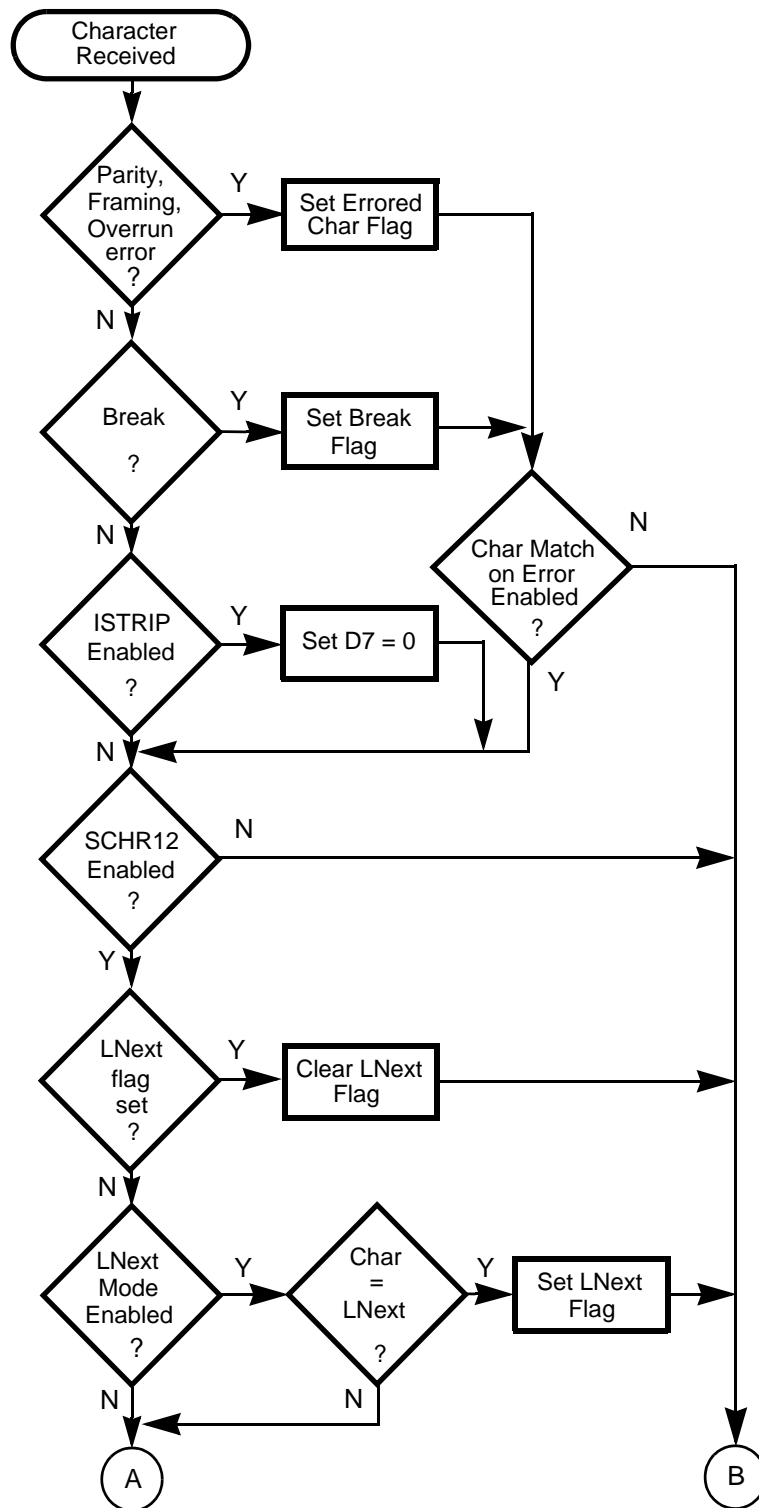 Character
Received
Parity,
Framing,
Overrun
error
?
Y
Set Errored
Char Flag
N
Break
?
Y
Set Break
Flag
N
Char Match
on Error
Enabled
?
N
Y
ISTRIP
Enabled
?
Y
Set D7 = 0
N
SCHR12
Enabled
?
N
Y
LNext
flag
set
?
Y
Clear LNext
Flag
N
LNext
Mode
Enabled
?
Y
Char
=
LNext
?
Y
Set LNext
Flag
N
N
A
B